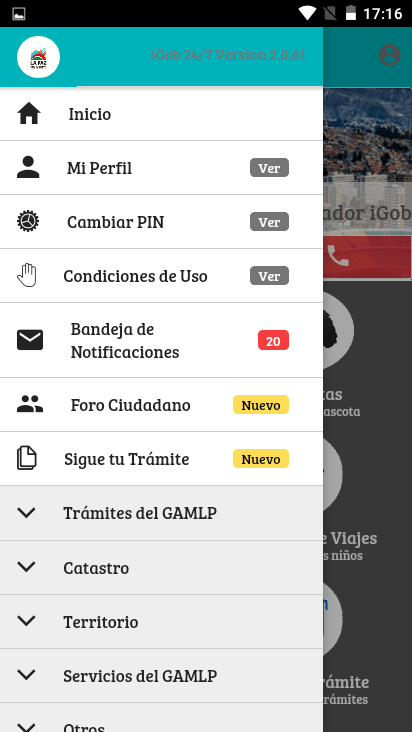 17:16
LA PAZ
iGob 24/7 Version 2.0.61
Inicio
Mi Perfil
Ver
Cambiar PIN
Ver
Condiciones de Uso
Ver
Bandeja de
Notificaciones
20
Foro Ciudadano
Nuevo
Sigue tu Trámite
Nuevo
Trámites del GAMLP
Catastro
Territorio
Servicios del GAMLP
Otros
ador iGob
tas
ascota
e Viajes
s niños
rámite
rámites